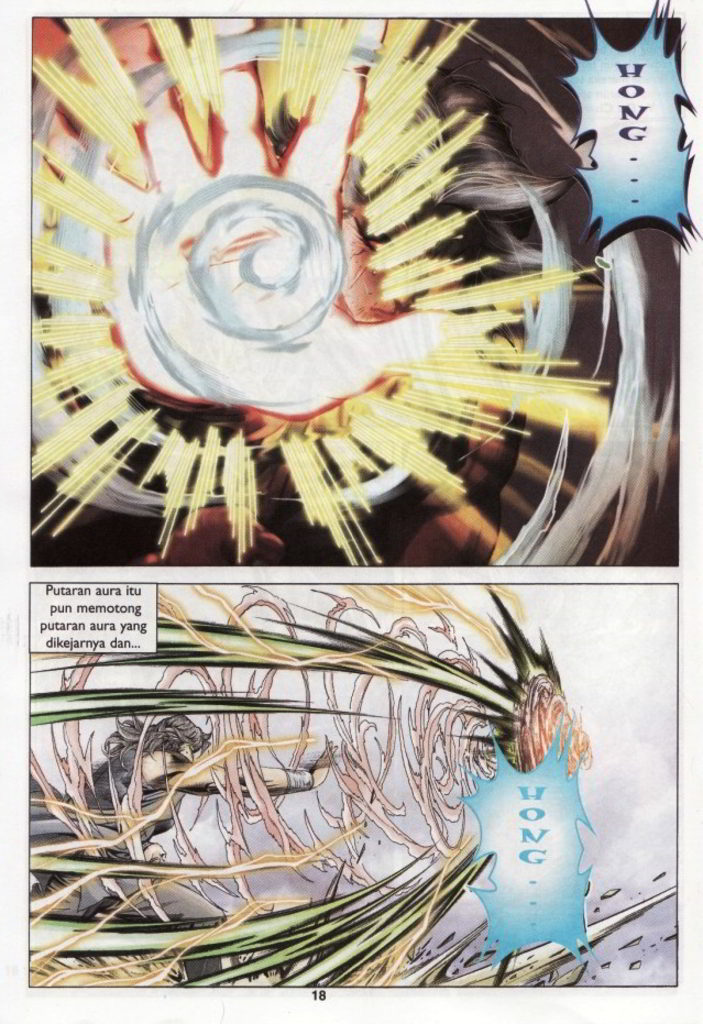 HONG....
Putaran aura itu
pun memotong
putaran aura yang
dikejarnya dan...
HONG....
18